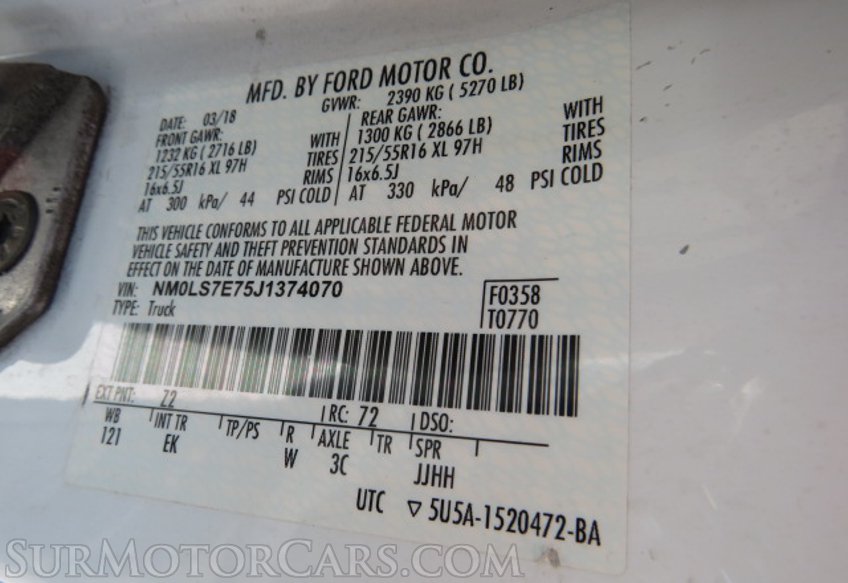 MFD. BY FORD MOTOR CO.
DATE: 03/18 GVWR: 2390 KG ( 5270 LB)
FRONT GAWR: REAR GAWR:
1232 KG ( 2716 LB) WITH 1300 KG ( 2866 LB) WITH
215/55R16 XL 97H TIRES 215/55R16 XL 97H TIRES
16x6.5J RIMS 16x6.5J RIMS
AT 300 kPa/ 44 PSI COLD AT 330 kPa/ 48 PSI COLD
THIS VEHICLE CONFORMS TO ALL APPLICABLE FEDERAL MOTOR
VEHICLE SAFETY AND THEFT PREVENTION STANDARDS IN
EFFECT ON THE DATE OF MANUFACTURE SHOWN ABOVE.
VIN: NM0LS7E75J1374070 F0358
TYPE: Truck T0770
EXT PNT: Z2 RC: 72 DSO:
WB INT TR TP/PS R AXLE TR SPR
121 EK W 3C JJHH
UTC ▽ 5U5A-1520472-BA
SURMOTORCARS.COM